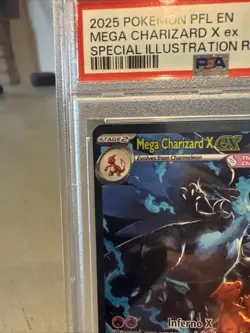 2025 POKEMON PFL EN
MEGA CHARIZARD X ex
SPECIAL ILLUSTRATION R
PSA
STAGE 2
Mega Charizard X ex
Evolves from Charmeleon
Inferno X